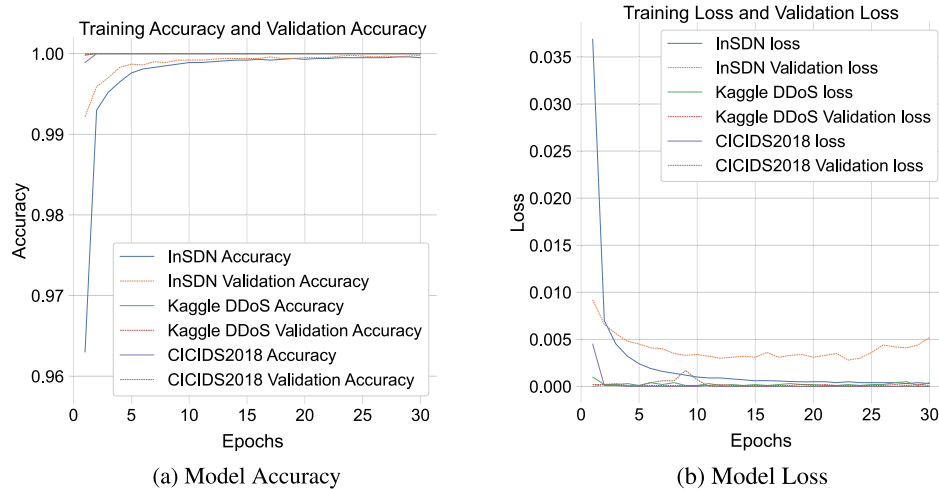 Training Accuracy and Validation Accuracy
1.00
0.99
0.98
0.97
0.96
Accuracy
InSDN Accuracy
InSDN Validation Accuracy
Kaggle DDoS Accuracy
Kaggle DDoS Validation Accuracy
CICIDS2018 Accuracy
CICIDS2018 Validation Accuracy
0 5 10 15 20 25 30
Epochs
(a) Model Accuracy
Training Loss and Validation Loss
0.035
0.030
0.025
0.020
0.015
0.010
0.005
0.000
Loss
InSDN loss
InSDN Validation loss
Kaggle DDoS loss
Kaggle DDoS Validation loss
CICIDS2018 loss
CICIDS2018 Validation loss
0 5 10 15 20 25 30
Epochs
(b) Model Loss